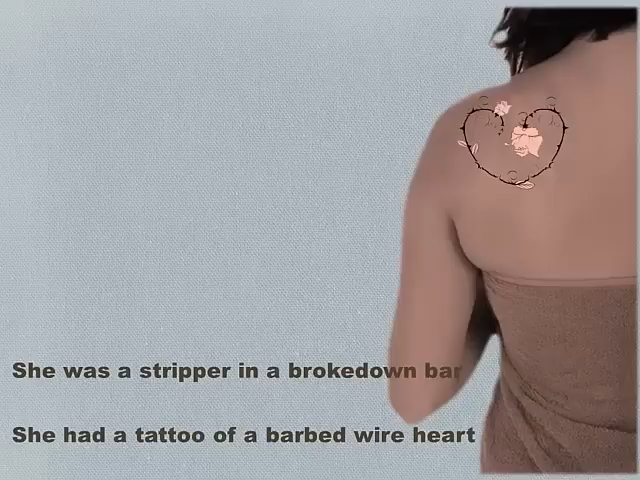 She was a stripper in a brokedown bar
She had a tattoo of a barbed wire heart